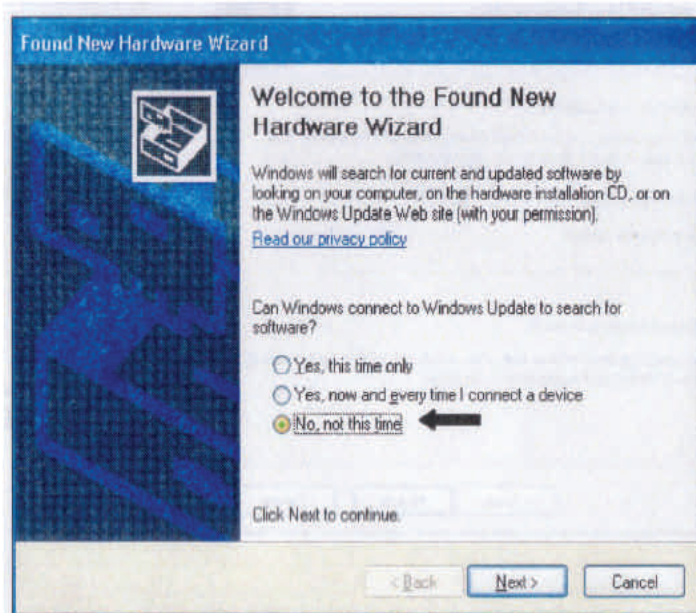 Found New Hardware Wizard
Welcome to the Found New
Hardware Wizard
Windows will search for current and updated software by
looking on your computer, on the hardware installation CD, or on
the Windows Update Web site (with your permission).
Read our privacy policy
Can Windows connect to Windows Update to search for
software?
Yes, this time only
Yes, now and every time I connect a device
No, not this time
Click Next to continue.
< Back
Next >
Cancel